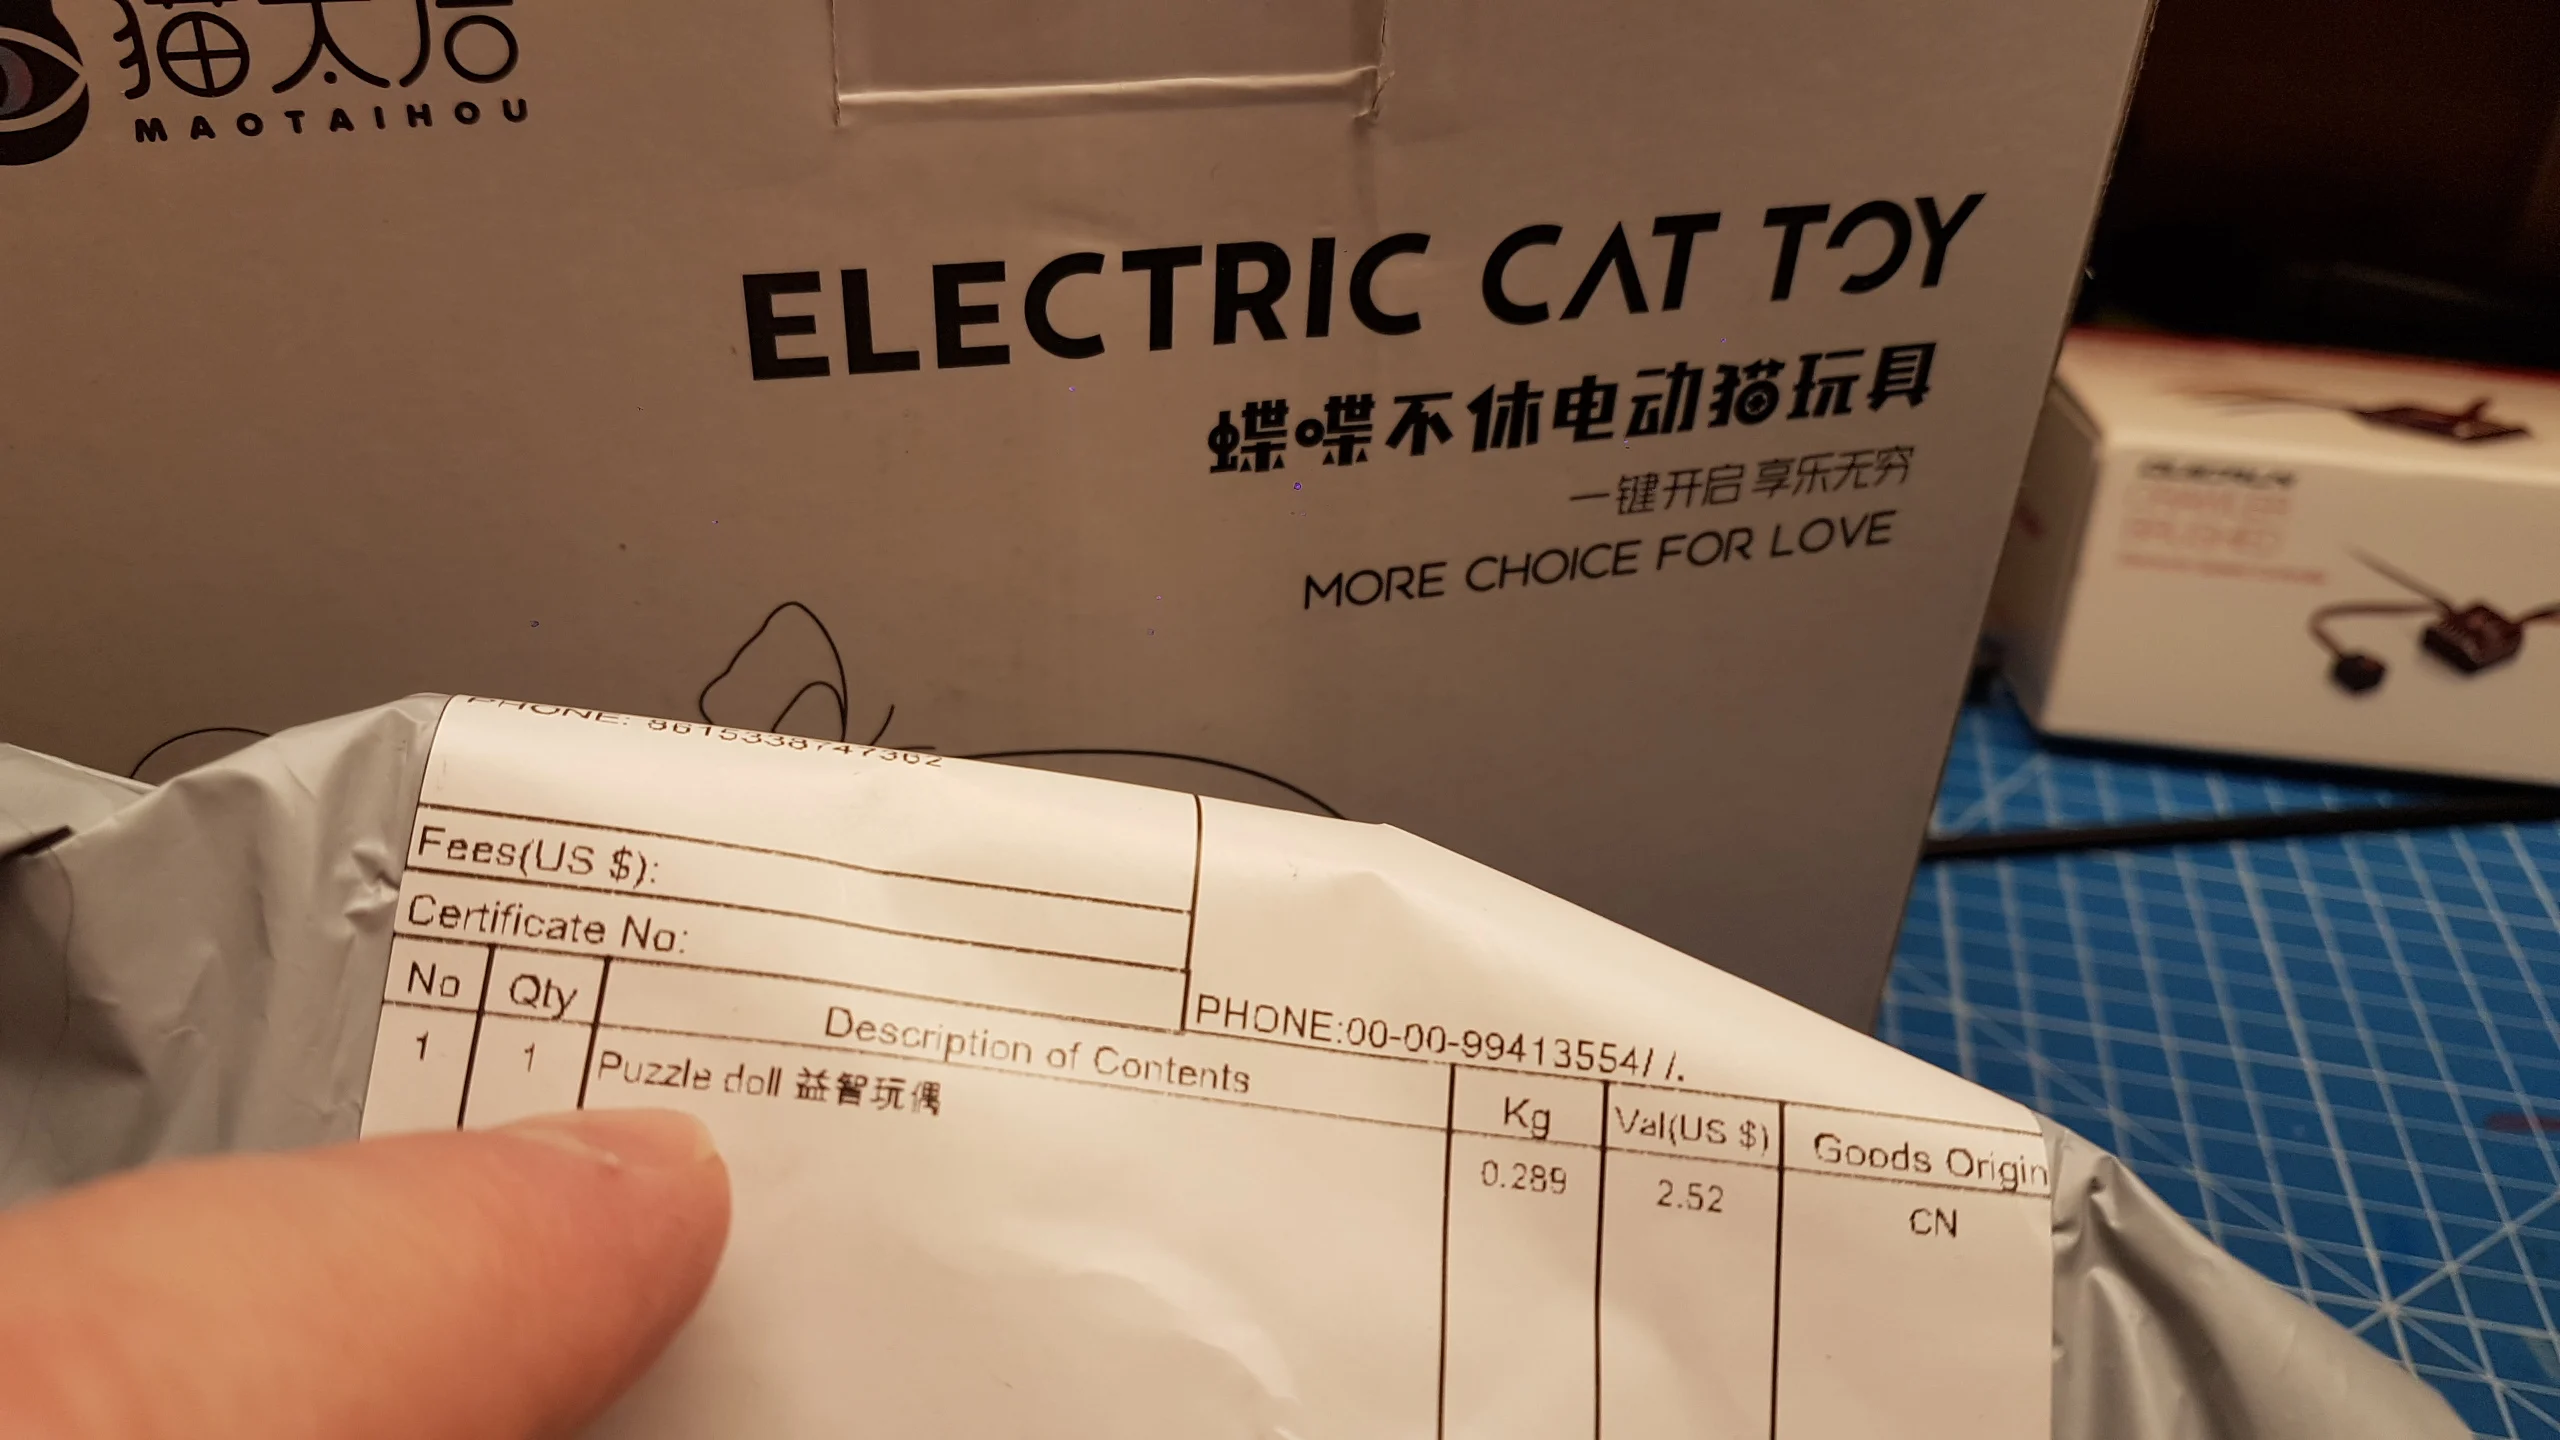 猫太后
MAOTAIHOU
ELECTRIC CAT TOY
蝶喋不休电动猫玩具
一键开启 享乐无穷
MORE CHOICE FOR LOVE
PHONE: 8615338747362
Fees(US $):
Certificate No:
PHONE:00-00-99413554/ /.
No Qty Description of Contents Kg Val(US $) Goods Origin
1 1 Puzzle doll 益智玩偶 0.289 2.52 CN